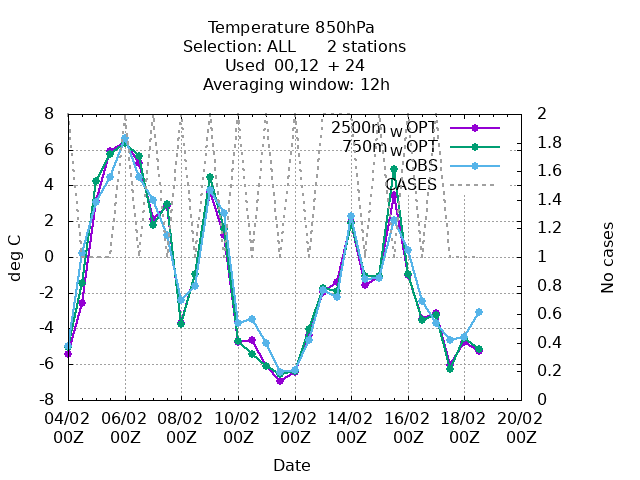 Temperature 850hPa
Selection: ALL 2 stations
Used 00,12 + 24
Averaging window: 12h
2500m_w OPT
750m_w OPT
OBS
CASES
8
6
4
2
0
-2
-4
-6
-8
deg C
2
1.8
1.6
1.4
1.2
1
0.8
0.6
0.4
0.2
0
No cases
04/02 06/02 08/02 10/02 12/02 14/02 16/02 18/02 20/02
00Z 00Z 00Z 00Z 00Z 00Z 00Z 00Z 00Z
Date